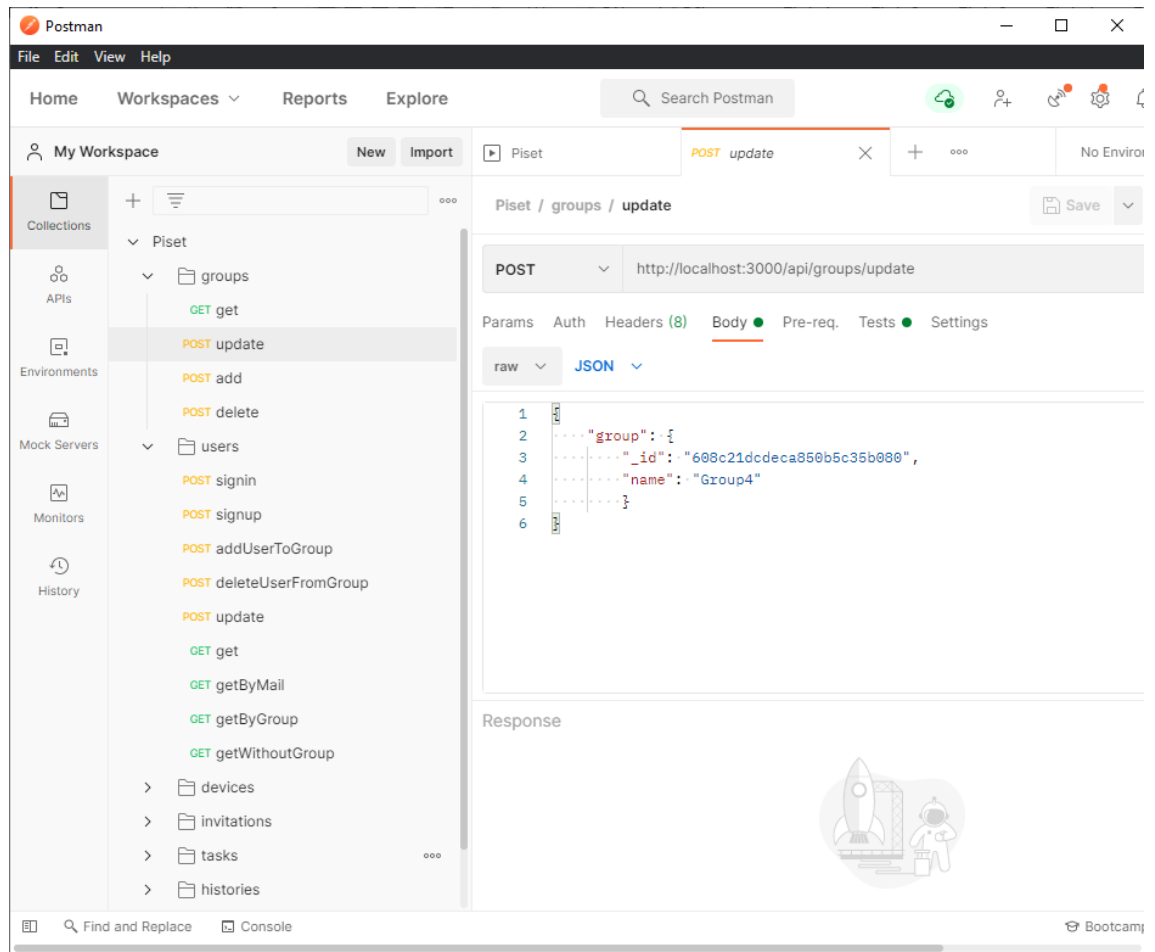 Postman
File Edit View Help
Home Workspaces Reports Explore Search Postman
My Workspace New Import
Piset POST update No Enviro
Collections
APIs
Environments
Mock Servers
Monitors
History
Piset
groups
GET get
POST update
POST add
POST delete
users
POST signin
POST signup
POST addUserToGroup
POST deleteUserFromGroup
POST update
GET get
GET getByMail
GET getByGroup
GET getWithoutGroup
devices
invitations
tasks
histories
Piset / groups / update Save
POST http://localhost:3000/api/groups/update
Params Auth Headers (8) Body Pre-req. Tests Settings
raw JSON
1 {
2 "group": {
3 "_id": "608c21dcdeca850b5c35b080",
4 "name": "Group4"
5 }
6 }
Response
Find and Replace Console Bootcamp